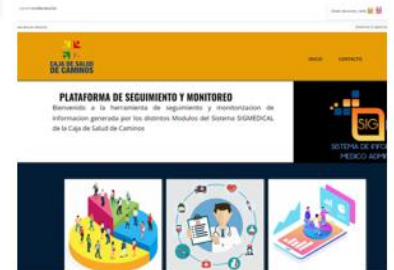 CAJA DE SALUD
DE CAMINOS
INICIO
CONTACTO
PLATAFORMA DE SEGUIMIENTO Y MONITOREO
Bienvenido a la herramienta de seguimiento y monitorizacion de
informacion generada por los distintos Modulos del Sistema SIGMEDICAL
de la Caja de Salud de Caminos
SIG
SISTEMA DE INFO
MEDICO ADMI